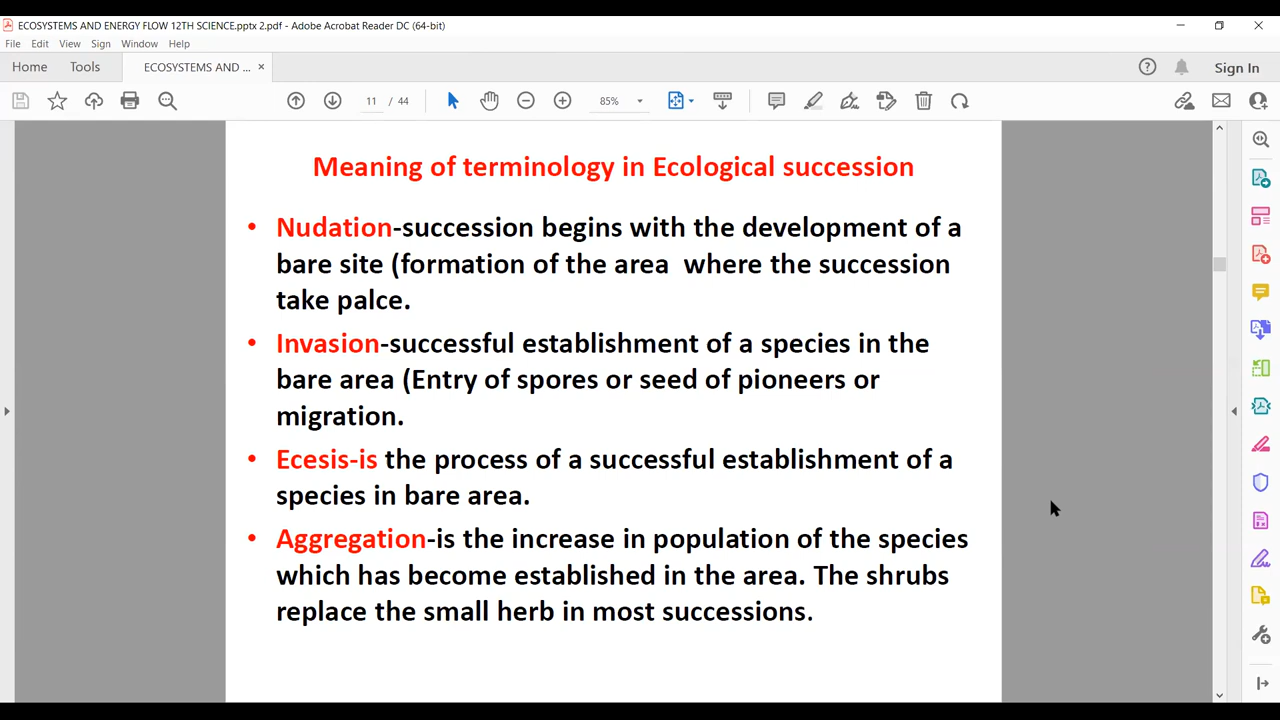 ECOSYSTEMS AND ENERGY FLOW 12TH SCIENCE.pptx 2.pdf - Adobe Acrobat Reader DC (64-bit)
File Edit View Sign Window Help
Home Tools ECOSYSTEMS AND ... × Sign In
11 / 44 85%
Meaning of terminology in Ecological succession
• Nudation-succession begins with the development of a
bare site (formation of the area where the succession
take palce.
• Invasion-successful establishment of a species in the
bare area (Entry of spores or seed of pioneers or
migration.
• Ecesis-is the process of a successful establishment of a
species in bare area.
• Aggregation-is the increase in population of the species
which has become established in the area. The shrubs
replace the small herb in most successions.